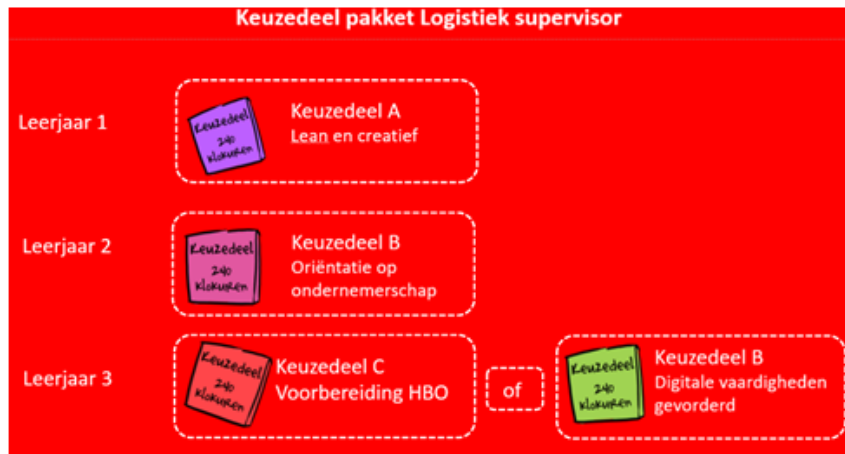 Keuzedeel pakket Logistiek supervisor
Leerjaar 1
Keuzedeel
240
klokuren
Keuzedeel A
Lean en creatief
Leerjaar 2
Keuzedeel
240
klokuren
Keuzedeel B
Oriëntatie op
ondernemerschap
Leerjaar 3
Keuzedeel
240
klokuren
Keuzedeel C
Voorbereiding HBO
of
Keuzedeel
240
klokuren
Keuzedeel B
Digitale vaardigheden
gevorderd